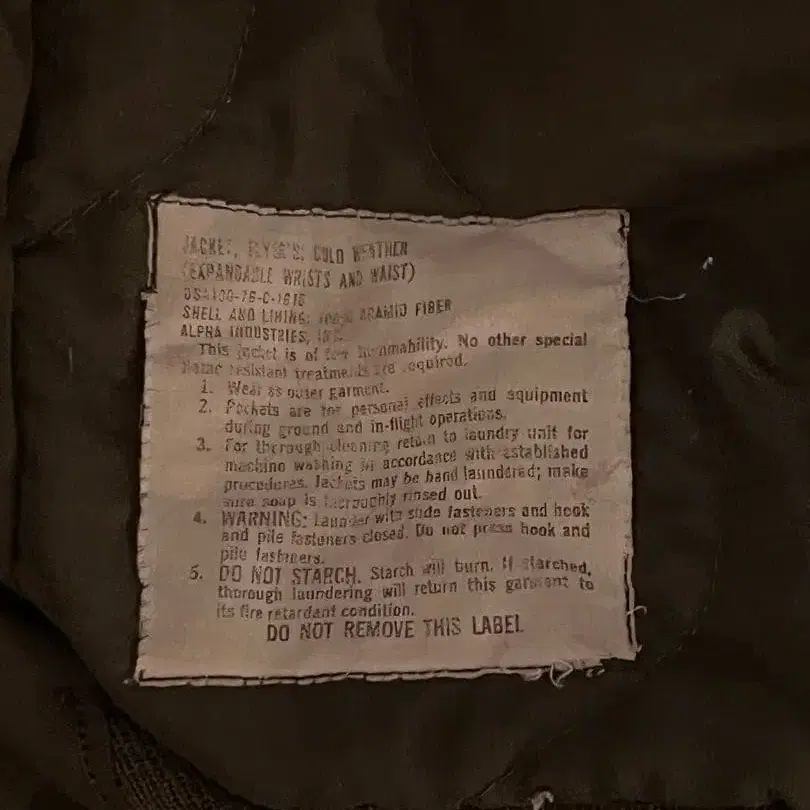 JACKET, FLYER'S, COLD WEATHER
(EXPANDABLE WRISTS AND WAIST)
DSA100-76-C-1615
SHELL AND LINING: ARAMID FIBER
ALPHA INDUSTRIES, INC.
This jacket is of low flammability. No other special
flame resistant treatments are required.
1. Wear as outer garment.
2. Pockets are for personal effects and equipment
during ground and in-flight operations.
3. For thorough cleaning return to laundry unit for
machine washing in accordance with established
procedures. Jackets may be hand laundered; make
sure soap is thoroughly rinsed out.
4. WARNING: Launder with slide fasteners and hook
and pile fasteners closed. Do not press hook and
pile fasteners.
5. DO NOT STARCH. Starch will burn. If starched,
thorough laundering will return this garment to
its fire retardant condition.
DO NOT REMOVE THIS LABEL